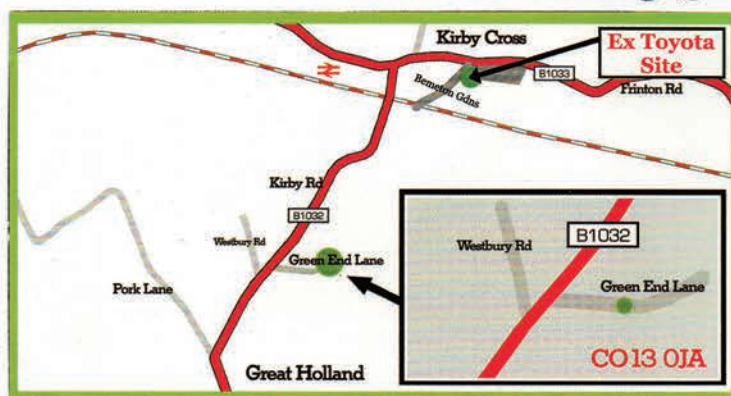 Kirby Cross
Ex Toyota
Site
B1033
Frinton Rd
Bemeton Gdns
Kirby Rd
B1032
Westbury Rd
Green End Lane
Pork Lane
Great Holland
B1032
Westbury Rd
Green End Lane
CO13 0JA